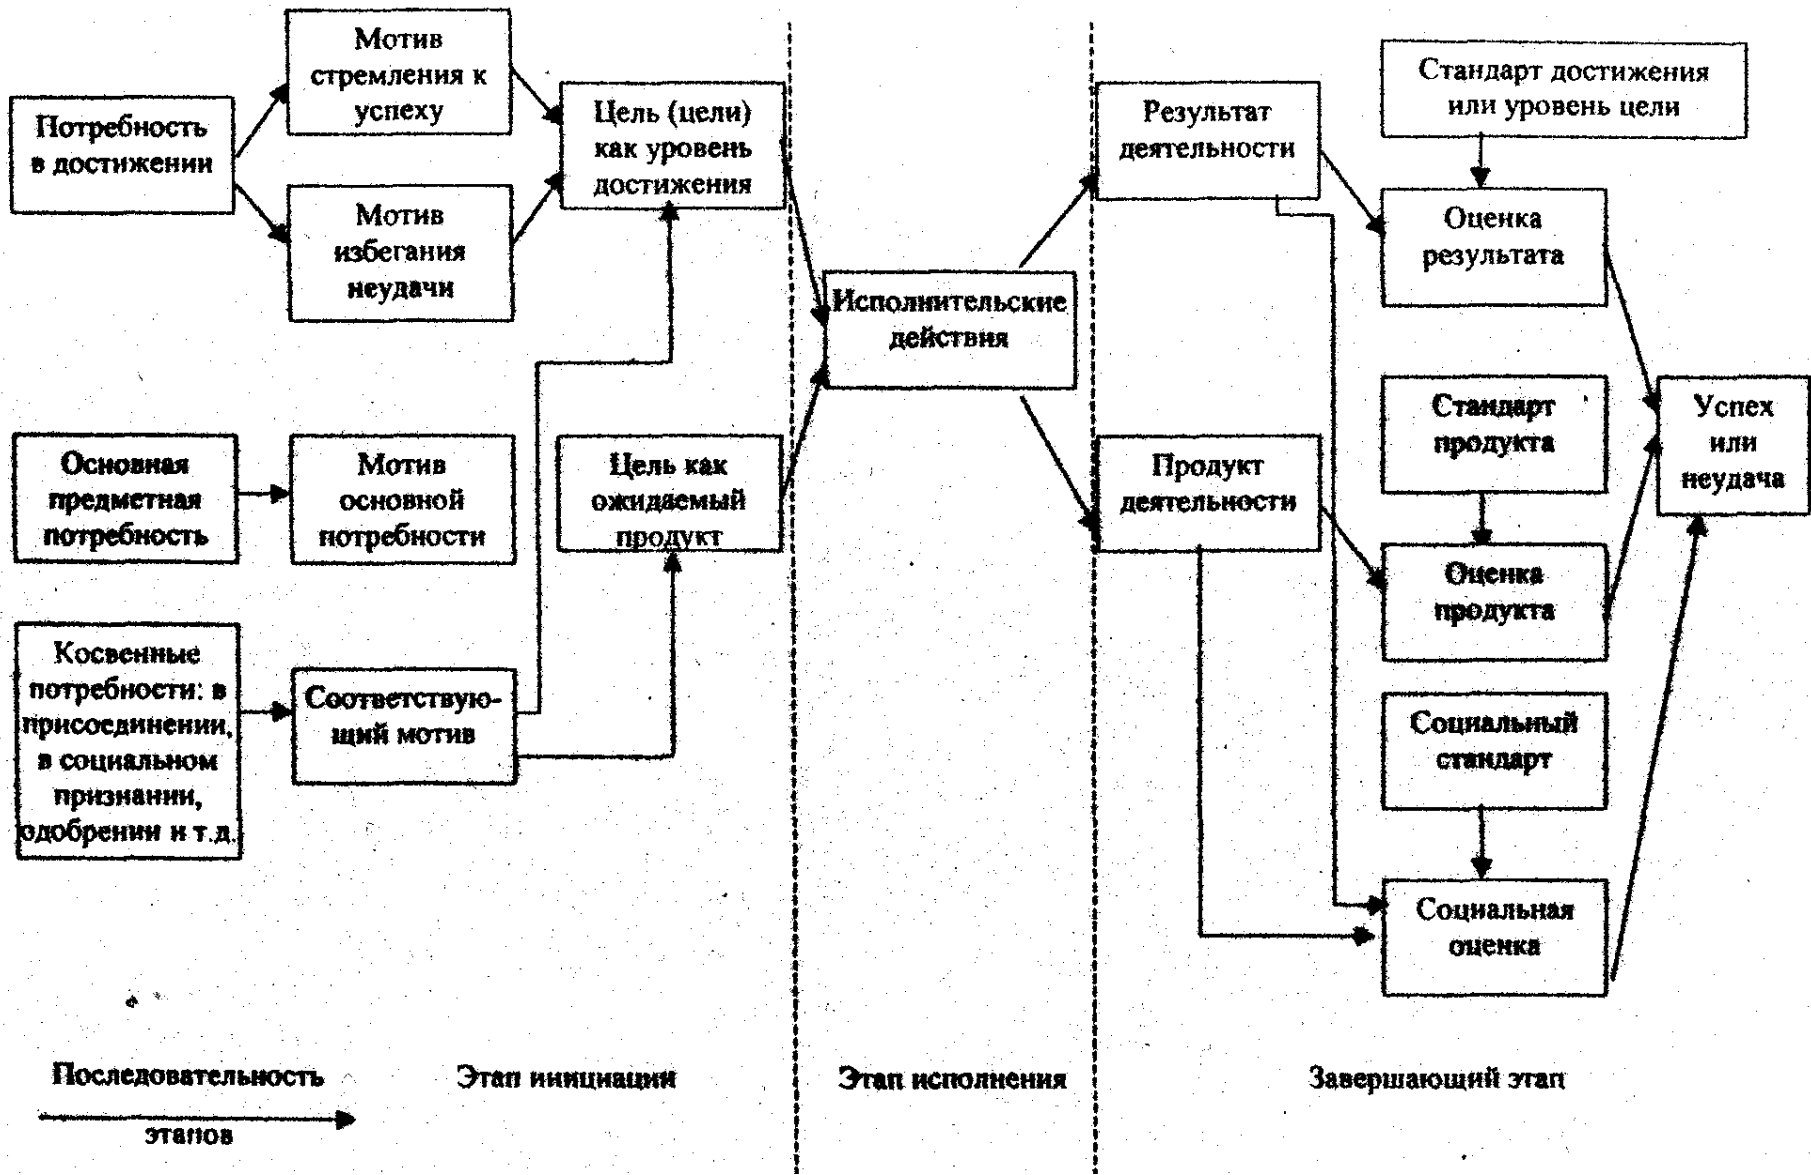 Потребность
в достижении
Мотив
стремления к
успеху
Мотив
избегания
неудачи
Цель (цели)
как уровень
достижения
Основная
предметная
потребность
Мотив
основной
потребности
Цель как
ожидаемый
продукт
Косвенные
потребности: в
присоединении,
в социальном
признании,
одобрении и т.д.
Соответствую-
щий мотив
Исполнительские
действия
Результат
деятельности
Продукт
деятельности
Стандарт достижения
или уровень цели
Оценка
результата
Стандарт
продукта
Оценка
продукта
Социальный
стандарт
Социальная
оценка
Успех
или
неудача
Последовательность
этапов
Этап инициации
Этап исполнения
Завершающий этап